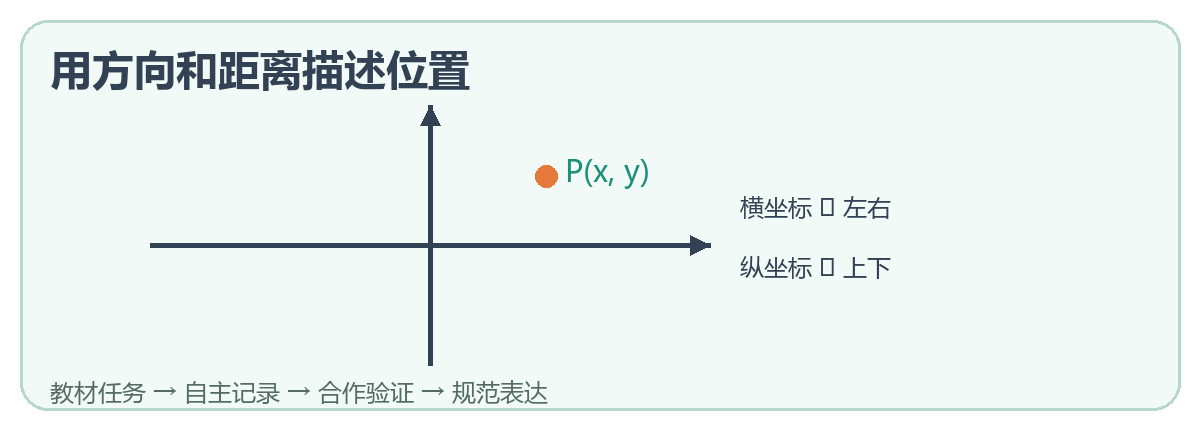 用方向和距离描述位置
P(x, y)
横坐标 𝥷 左右
纵坐标 𝥷 上下
教材任务 → 自主记录 → 合作验证 → 规范表达